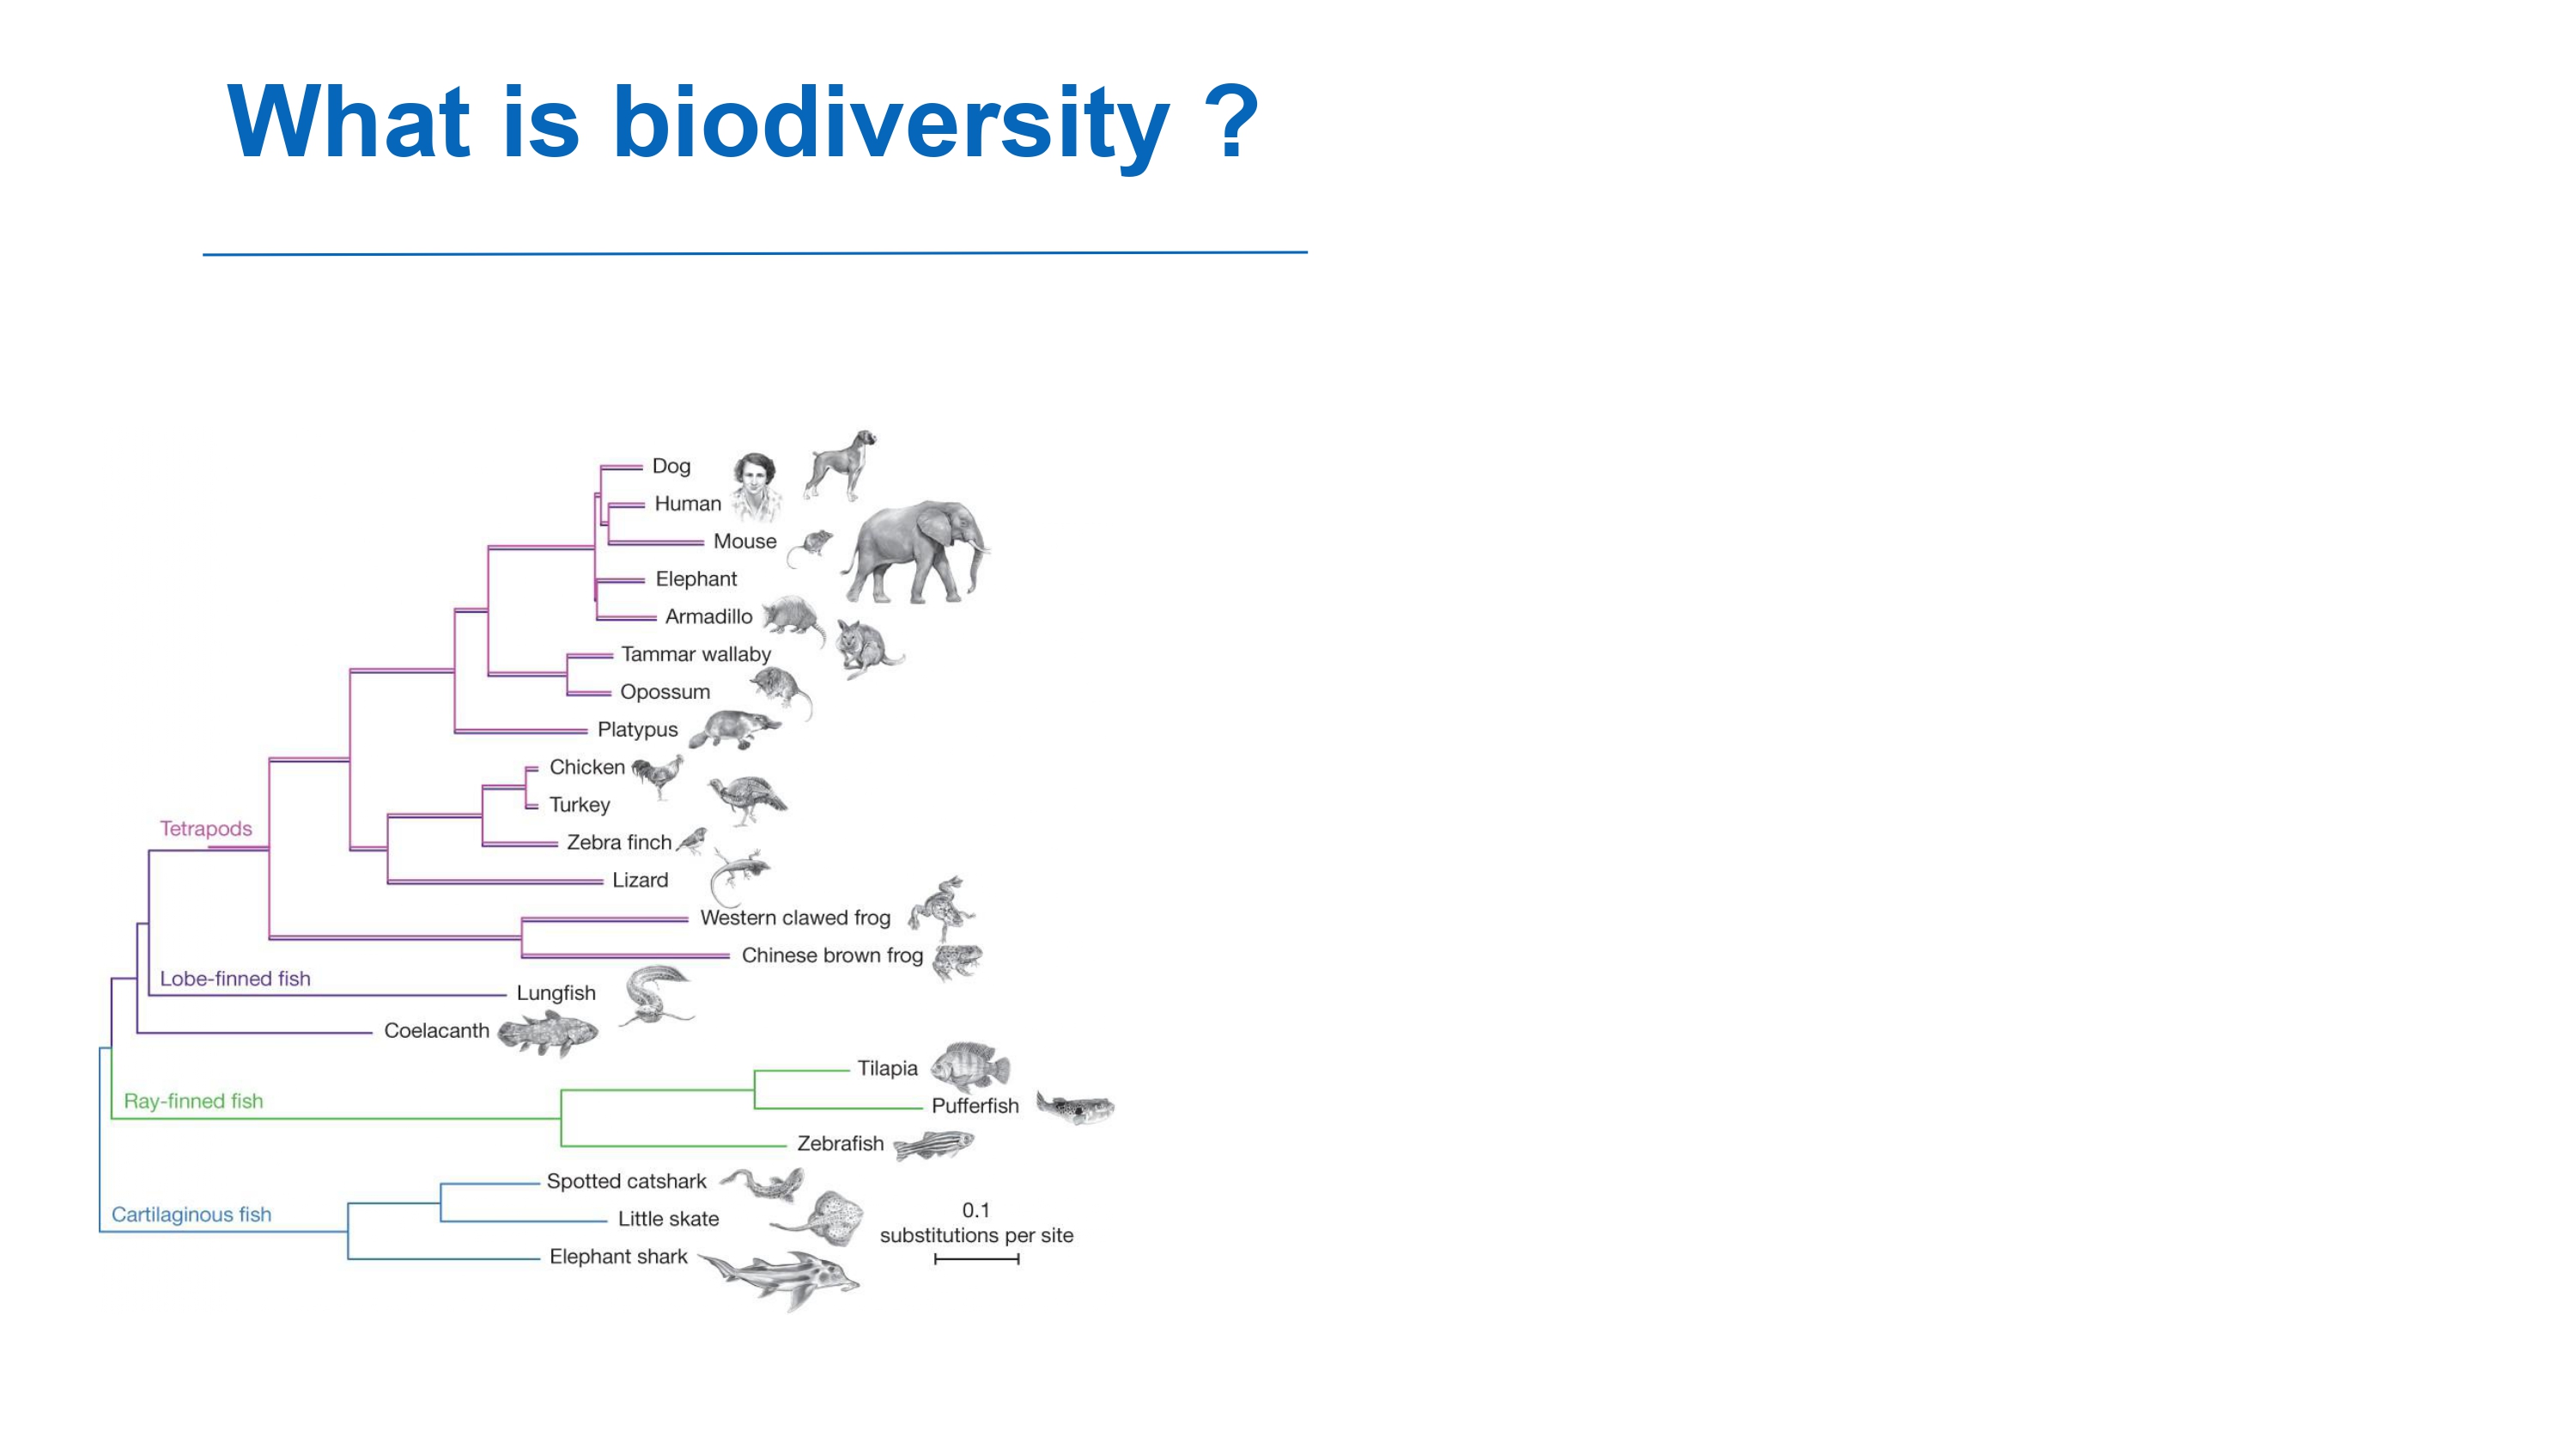 What is biodiversity ?
Dog
Human
Mouse
Elephant
Armadillo
Tammar wallaby
Opossum
Platypus
Chicken
Turkey
Tetrapods
Zebra finch
Lizard
Western clawed frog
Chinese brown frog
Lobe-finned fish
Lungfish
Coelacanth
Tilapia
Ray-finned fish
Pufferfish
Zebrafish
Spotted catshark
Cartilaginous fish
Little skate
Elephant shark
0.1
substitutions per site